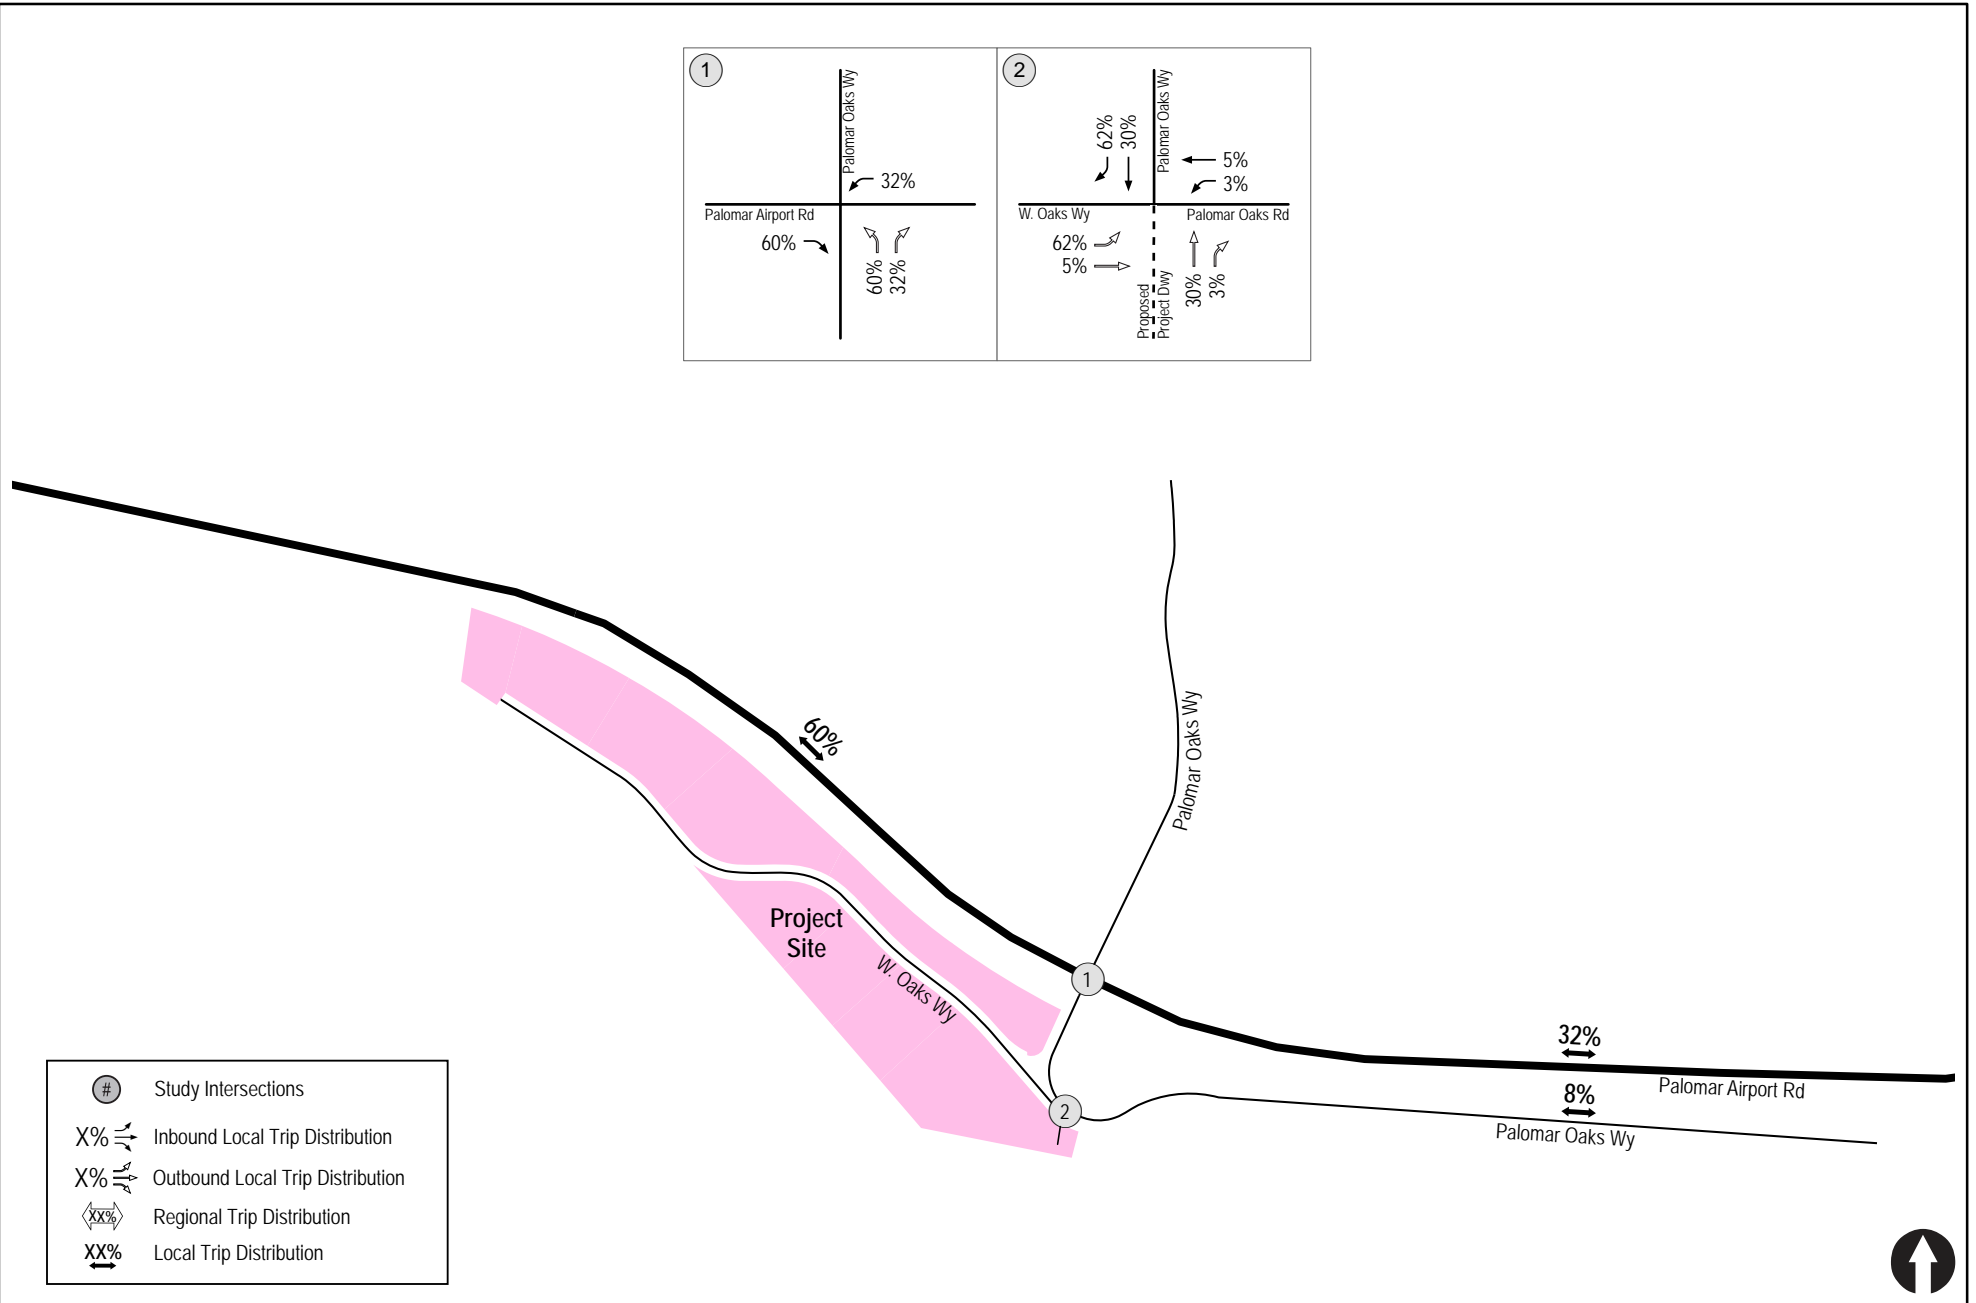 1
Palomar Oaks Wy
32%
Palomar Airport Rd
60%
60%
32%
2
62%
30%
Palomar Oaks Wy
5%
3%
W. Oaks Wy
Palomar Oaks Rd
62%
5%
Proposed
Project Dwy
30%
3%
60%
Palomar Oaks Wy
Project
Site
W. Oaks Wy
1
2
32%
Palomar Airport Rd
8%
Palomar Oaks Wy
# Study Intersections
X% Inbound Local Trip Distribution
X% Outbound Local Trip Distribution
XX% Regional Trip Distribution
XX% Local Trip Distribution